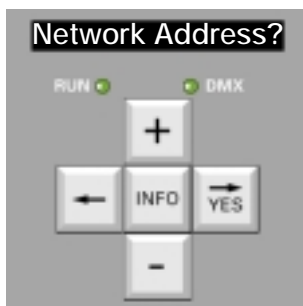 Network Address?
RUN DMX
+
← INFO → YES
-